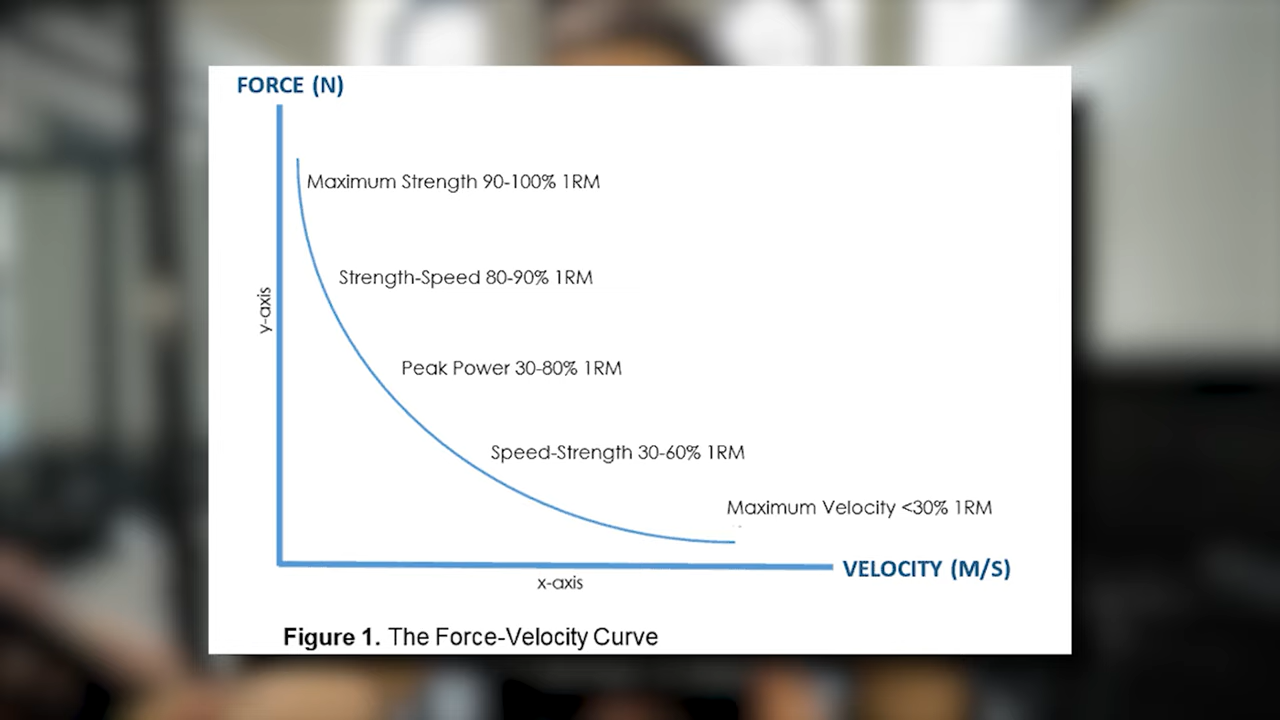 FORCE (N)
Maximum Strength 90-100% 1RM
Strength-Speed 80-90% 1RM
y-axis
Peak Power 30-80% 1RM
Speed-Strength 30-60% 1RM
Maximum Velocity <30% 1RM
VELOCITY (M/S)
x-axis
Figure 1. The Force-Velocity Curve